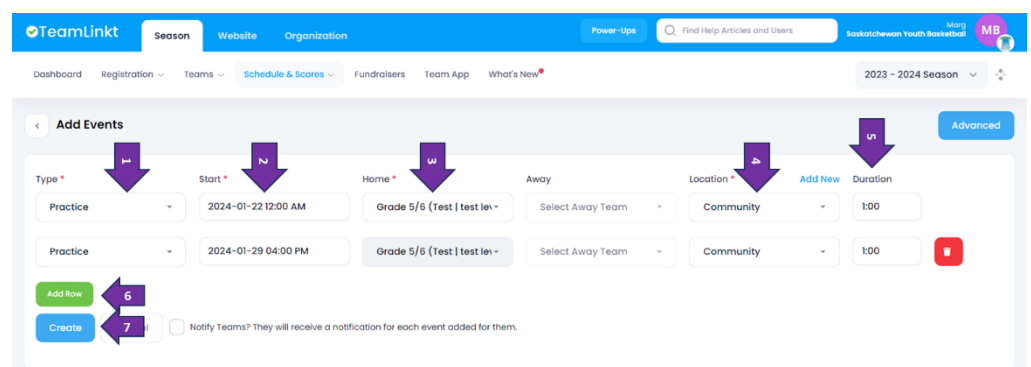 TeamLinkt
Season
Website
Organization
Power-Ups
Find Help Articles and Users
Marg
Saskatchewan Youth Basketball
MB
Dashboard
Registration
Teams
Schedule & Scores
Fundraisers
Team App
What's New
2023 - 2024 Season
Add Events
Advanced
1
2
3
4
5
Type *
Start *
Home *
Away
Location *
Add New
Duration
Practice
2024-01-22 12:00 AM
Grade 5/6 (Test | test lev
Select Away Team
Community
1:00
Practice
2024-01-29 04:00 PM
Grade 5/6 (Test | test lev
Select Away Team
Community
1:00
Add Row
6
Create
7
Notify Teams? They will receive a notification for each event added for them.